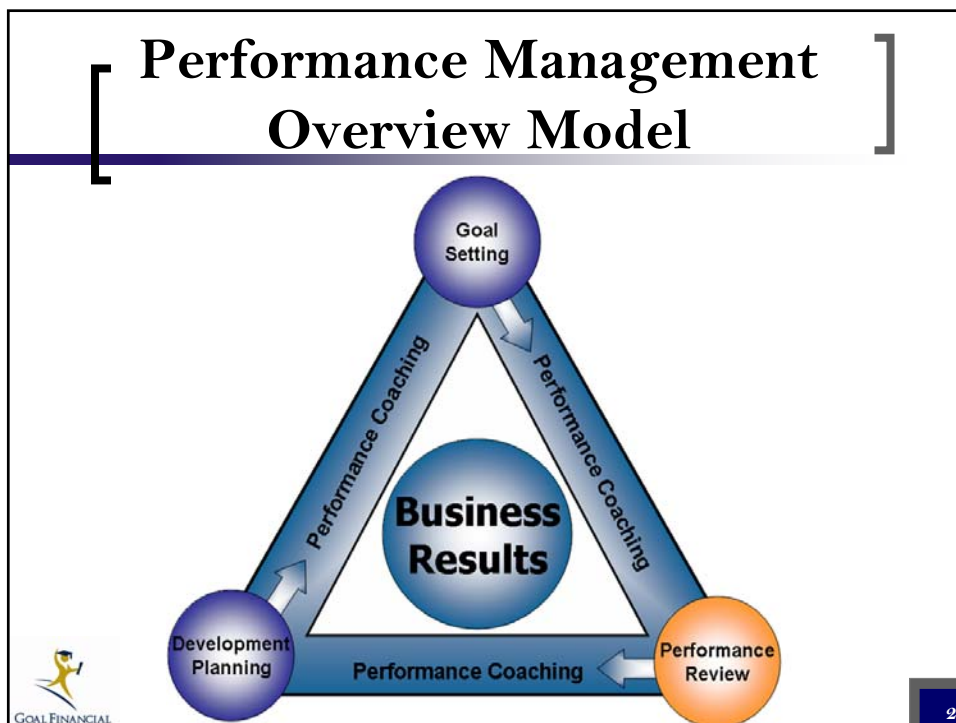 Performance Management
Overview Model
Goal
Setting
Performance Coaching
Performance Coaching
Business
Results
Development
Planning
Performance Coaching
Performance
Review
GOAL FINANCIAL
2